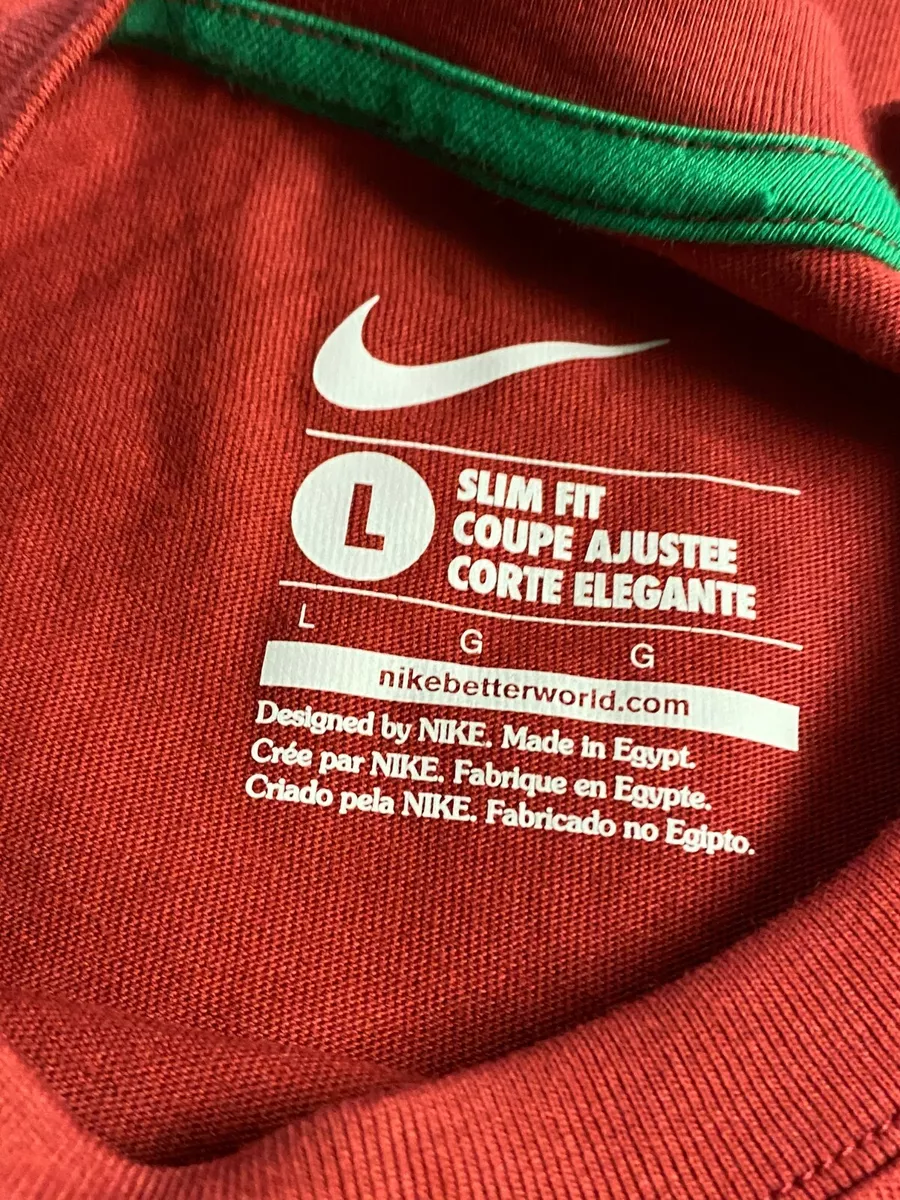 L
SLIM FIT
COUPE AJUSTEE
CORTE ELEGANTE
L G G
nikebetterworld.com
Designed by NIKE. Made in Egypt.
Crée par NIKE. Fabrique en Egypte.
Criado pela NIKE. Fabricado no Egipto.